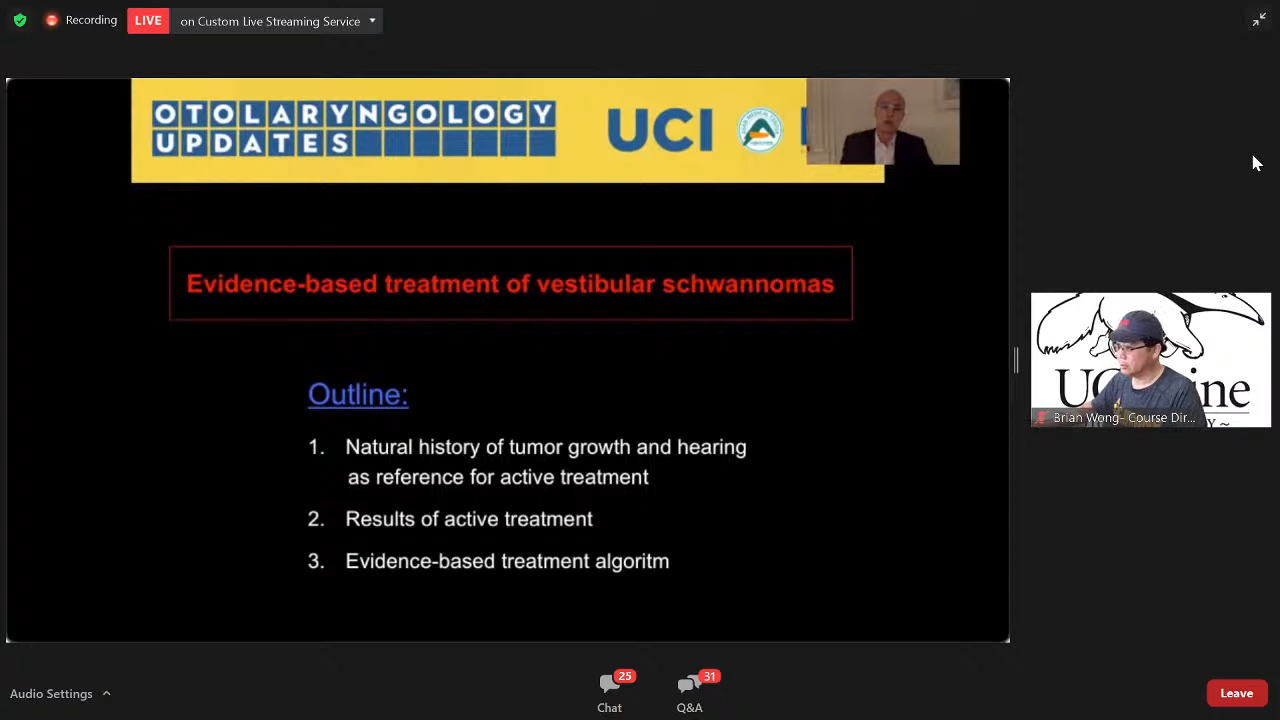 Recording
LIVE
on Custom Live Streaming Service
OTOLARYNGOLOGY
UPDATES
UCI
Evidence-based treatment of vestibular schwannomas
Outline:
1. Natural history of tumor growth and hearing
as reference for active treatment
2. Results of active treatment
3. Evidence-based treatment algoritm
Brian Wong- Course Dir...
Audio Settings
25
Chat
31
Q&A
Leave